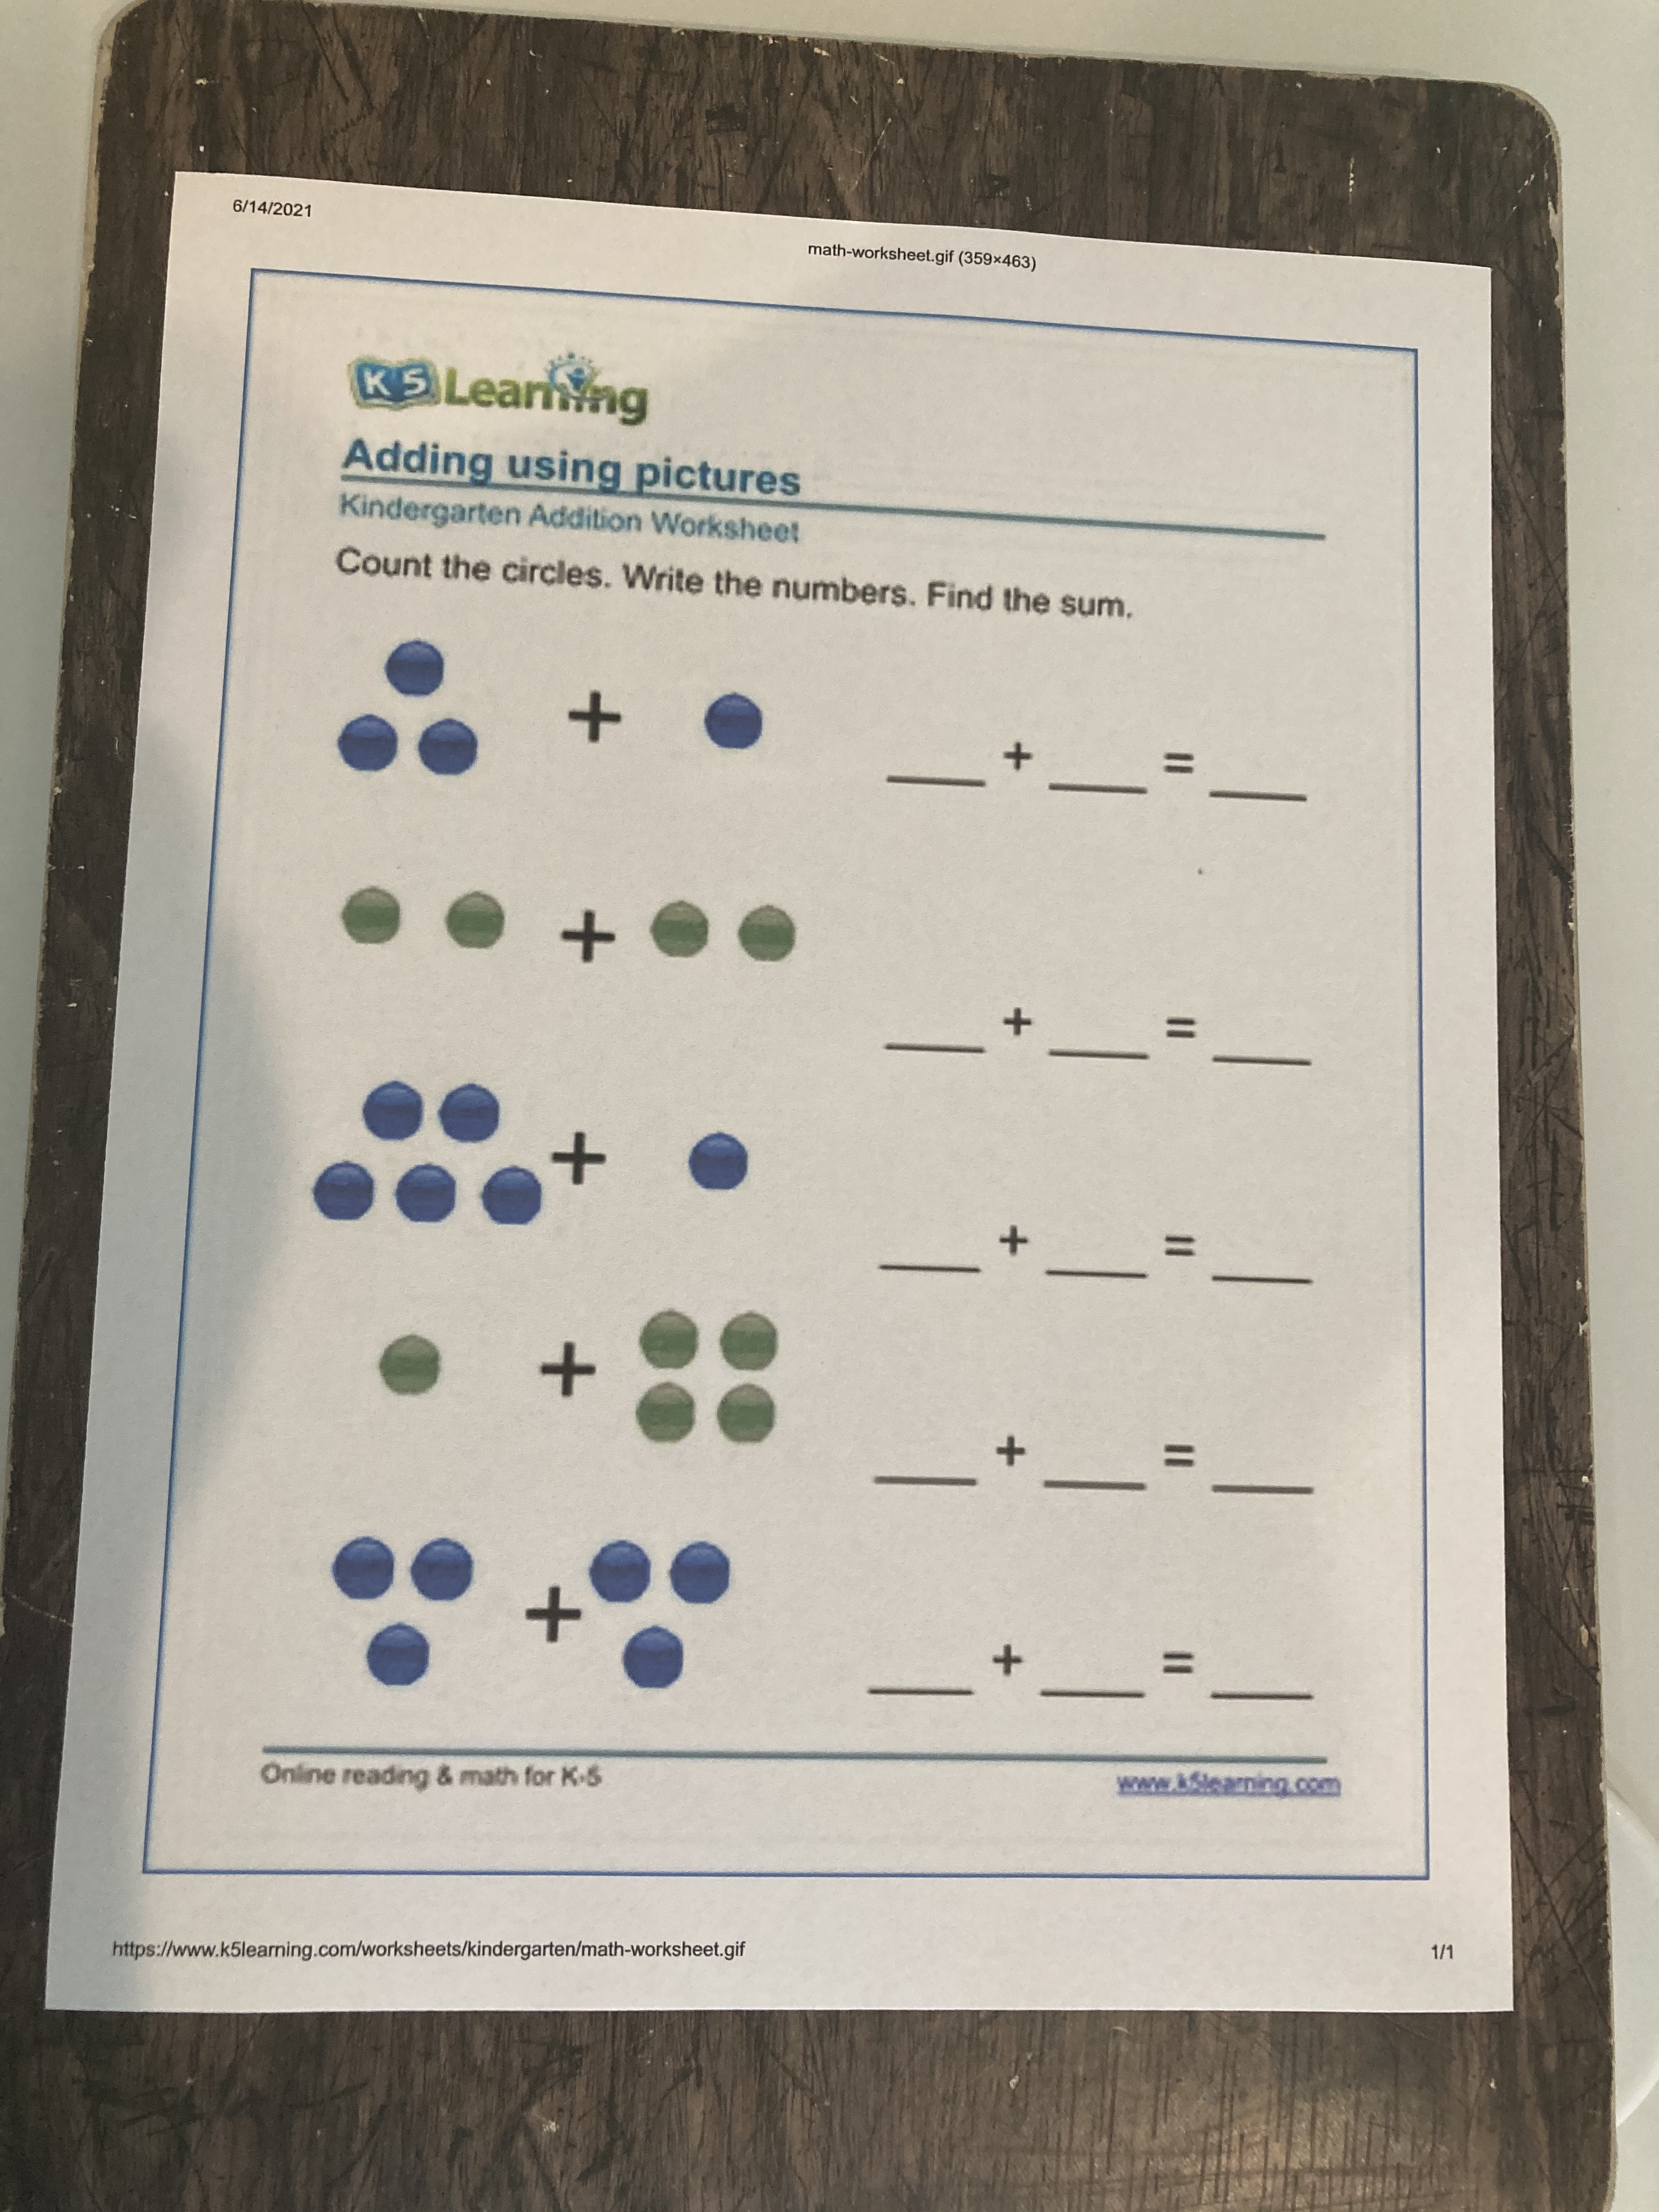 6/14/2021
math-worksheet.gif (359×463)
K5 Learning
Adding using pictures
Kindergarten Addition Worksheet
Count the circles. Write the numbers. Find the sum.
+ ___ + ___ = ___
+ ___ + ___ = ___
+ ___ + ___ = ___
+ ___ + ___ = ___
+ ___ + ___ = ___
Online reading & math for K-5
www.k5learning.com
https://www.k5learning.com/worksheets/kindergarten/math-worksheet.gif
1/1